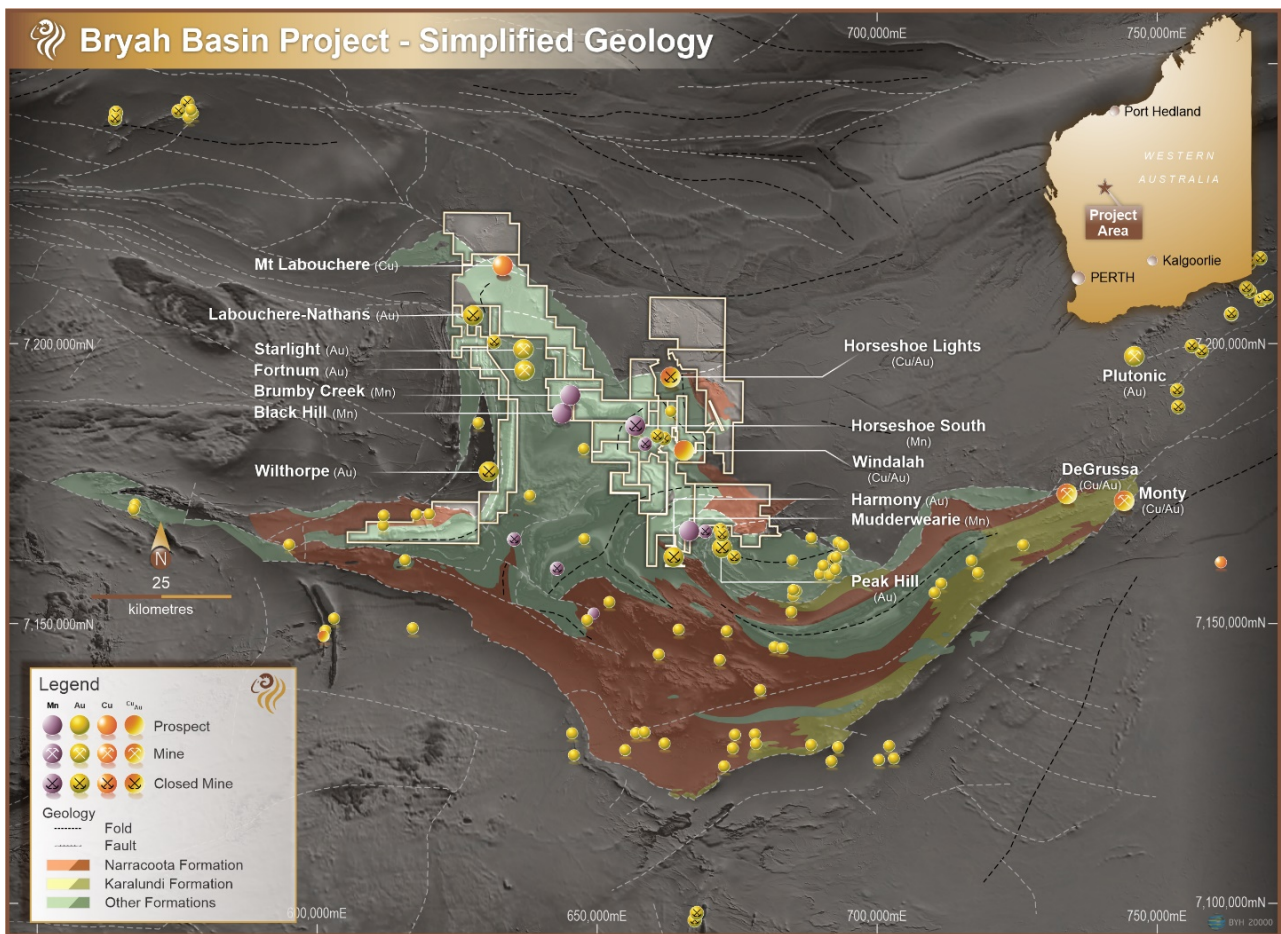 Bryah Basin Project - Simplified Geology
700,000mE
750,000mE
Port Hedland
WESTERN
AUSTRALIA
Project
Area
Kalgoorlie
PERTH
Mt Labouchere (Cu)
Labouchere-Nathans (Au)
7,200,000mN
Starlight (Au)
Fortnum (Au)
Brumby Creek (Mn)
Black Hill (Mn)
Wilthorpe (Au)
Horseshoe Lights
(Cu/Au)
7,200,000mN
Plutonic
(Au)
Horseshoe South
(Mn)
Windalah
(Cu/Au)
Harmony (Au)
Mudderwearie (Mn)
DeGrussa
(Cu/Au)
Monty
(Cu/Au)
Peak Hill
(Au)
N
25
kilometres
7,150,000mN
7,150,000mN
Legend
Mn Au Cu Cu Au
Prospect
Mine
Closed Mine
Geology
Fold
Fault
Narracoota Formation
Karalundi Formation
Other Formations
600,000mE
650,000mE
700,000mE
750,000mE
7,100,000mN
BYH 20000